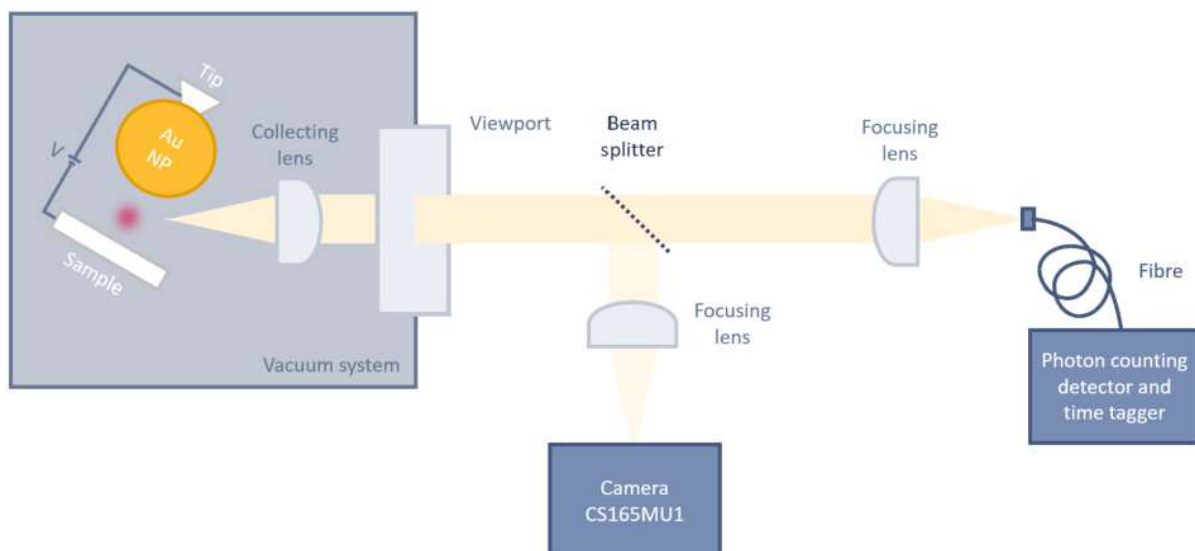 Tip
Au
NP
V
Sample
Collecting
lens
Viewport
Vacuum system
Beam
splitter
Focusing
lens
Focusing
lens
Camera
CS165MU1
Fibre
Photon counting
detector and
time tagger